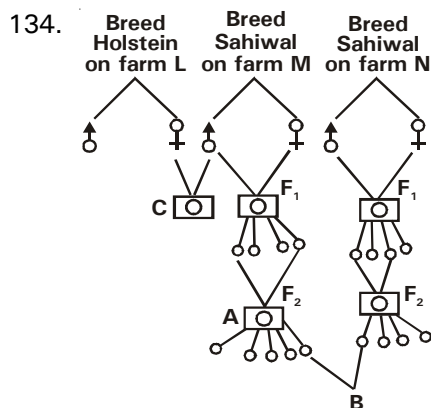 134.
Breed Holstein on farm L
Breed Sahiwal on farm M
Breed Sahiwal on farm N
C
F₁
F₁
A
F₂
F₂
B